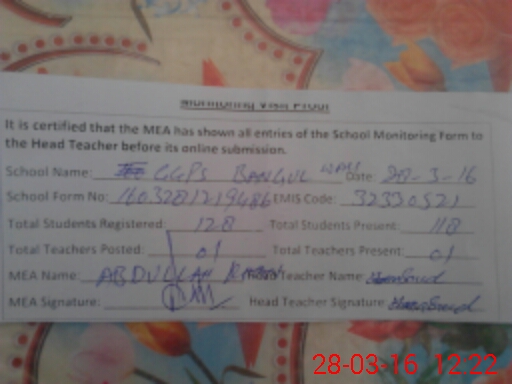 Monitoring Visit Proof
It is certified that the MEA has shown all entries of the School Monitoring Form to
the Head Teacher before its online submission.
School Name: GGPS BANGUL WALI Date: 28-3-16
School Form No: 1603281219486 EMIS Code: 32330521
Total Students Registered: 128 Total Students Present: 118
Total Teachers Posted: 01 Total Teachers Present: 01
MEA Name: ABDULLAH Head Teacher Name:
MEA Signature: Head Teacher Signature:
28-03-16 12:22